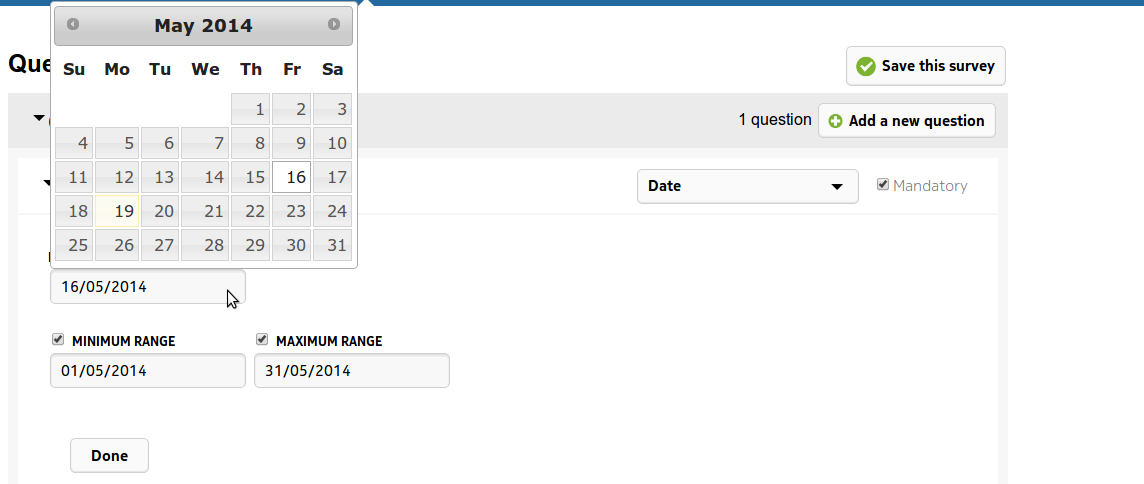 May 2014
Su Mo Tu We Th Fr Sa
1 2 3
4 5 6 7 8 9 10
11 12 13 14 15 16 17
18 19 20 21 22 23 24
25 26 27 28 29 30 31
Save this survey
1 question
Add a new question
Date
Mandatory
16/05/2014
MINIMUM RANGE
MAXIMUM RANGE
01/05/2014
31/05/2014
Done